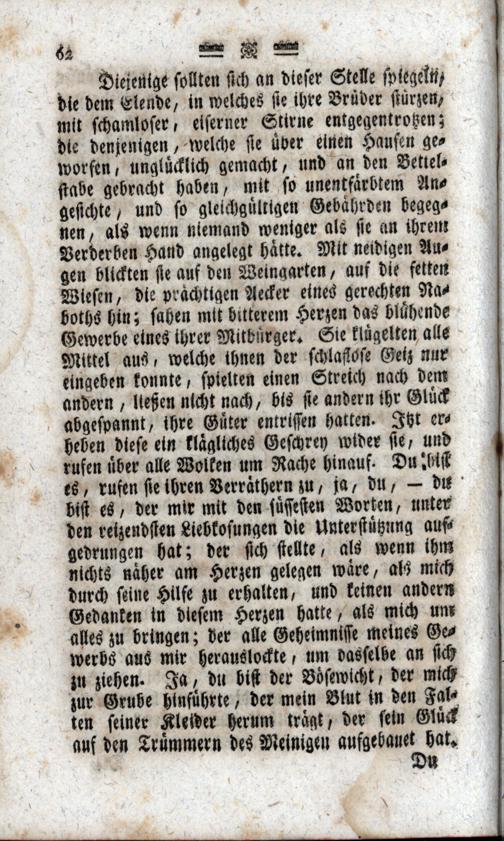 62
Diejenige sollten sich an dieser Stelle spiegeln,
die dem Elende, in welches sie ihre Brüder stürzen,
mit schamloser, eiserner Stirne entgegentrotzen;
die denjenigen, welche sie über einen Haufen ge-
worfen, unglücklich gemacht, und an den Bettel-
stabe gebracht haben, mit so unentfärbtem An-
gesichte, und so gleichgültigen Gebährden begeg-
nen, als wenn niemand weniger als sie an ihrem
Verderben Hand angelegt hätte. Mit neidigen Au-
gen blickten sie auf den Weingarten, auf die fetten
Wiesen, die prächtigen Aecker eines gerechten Na-
boths hin; sahen mit bitterem Herzen das blühende
Gewerbe eines ihrer Mitbürger. Sie klügelten alle
Mittel aus, welche ihnen der schlaflose Geiz nur
eingeben konnte, spielten einen Streich nach dem
andern, ließen nicht nach, bis sie andern ihr Glück
abgespannt, ihre Güter entrissen hatten. Itzt er-
heben diese ein klägliches Geschrey wider sie, und
rufen über alle Wolken um Rache hinauf. Du bist
es, rufen sie ihren Verräthern zu, ja, du, — du
bist es, der mir mit den süssesten Worten, unter
den reizendsten Liebkosungen die Unterstützung auf-
gedrungen hat; der sich stellte, als wenn ihm
nichts näher am Herzen gelegen wäre, als mich
durch seine Hilfe zu erhalten, und keinen andern
Gedanken in diesem Herzen hatte, als mich um
alles zu bringen; der alle Geheimnisse meines Ge-
werbs aus mir herauslockte, um dasselbe an sich
zu ziehen. Ja, du bist der Bösewicht, der mich
zur Grube hinführte, der mein Blut in den Fal-
ten seiner Kleider herum trägt, der sein Glück
auf den Trümmern des Meinigen aufgebauet hat.
Du